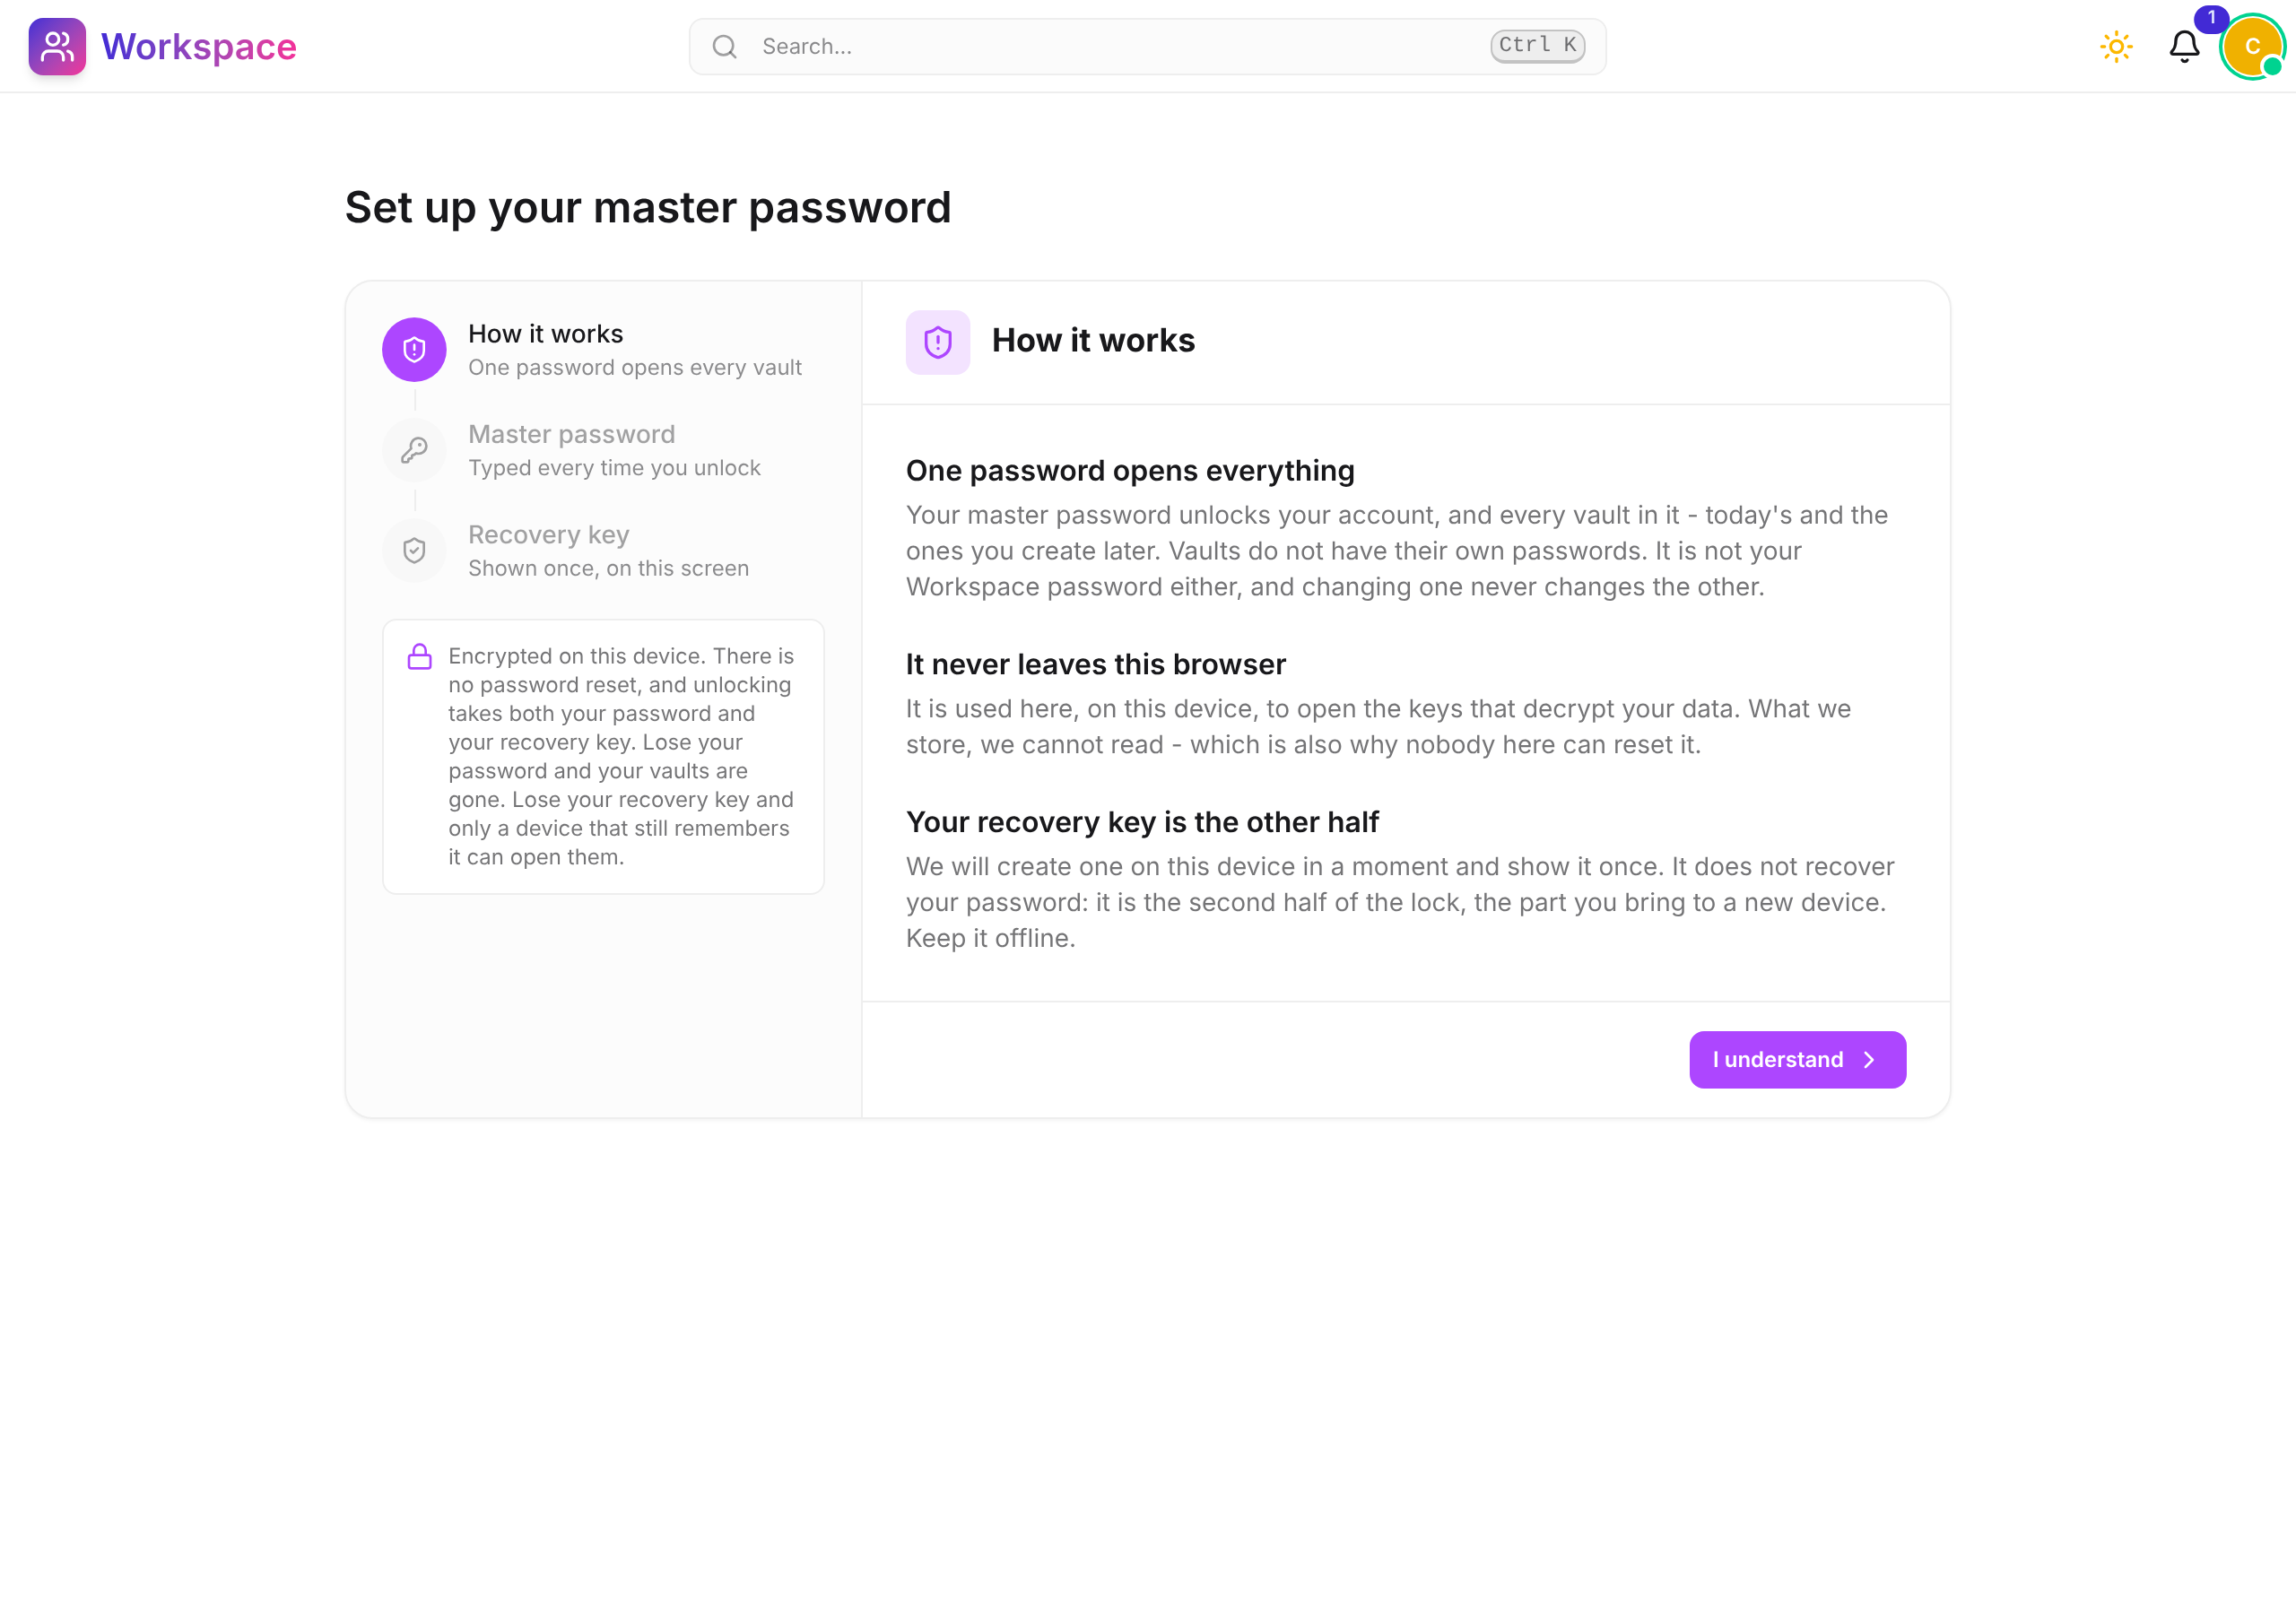 Workspace
Search...
Ctrl K
1
C
Set up your master password
How it works
One password opens every vault
Master password
Typed every time you unlock
Recovery key
Shown once, on this screen
Encrypted on this device. There is
no password reset, and unlocking
takes both your password and
your recovery key. Lose your
password and your vaults are
gone. Lose your recovery key and
only a device that still remembers
it can open them.
How it works
One password opens everything
Your master password unlocks your account, and every vault in it - today's and the
ones you create later. Vaults do not have their own passwords. It is not your
Workspace password either, and changing one never changes the other.
It never leaves this browser
It is used here, on this device, to open the keys that decrypt your data. What we
store, we cannot read - which is also why nobody here can reset it.
Your recovery key is the other half
We will create one on this device in a moment and show it once. It does not recover
your password: it is the second half of the lock, the part you bring to a new device.
Keep it offline.
I understand